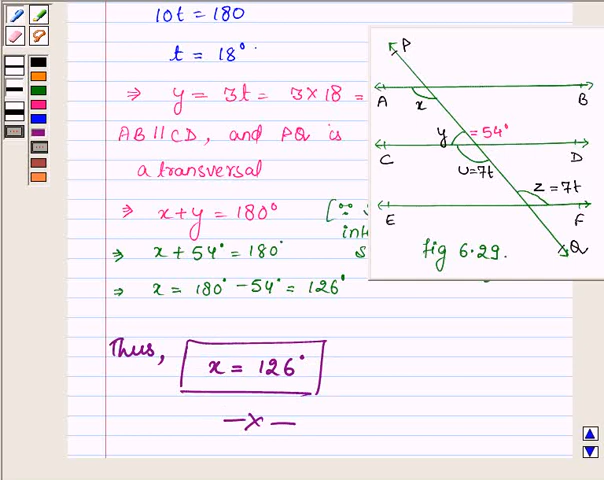 10t = 180
t = 18°
⇒ y = 3t = 3×18 =
AB॥CD, and PQ is
a transversal
⇒ x+y = 180°
[∵
int
s
⇒ x + 54° = 180°
⇒ x = 180° - 54° = 126°
Thus,
x = 126°
—x—
P
A
B
x
y
= 54°
C
D
U=7t
Z = 7t
E
F
Q
fig 6.29.